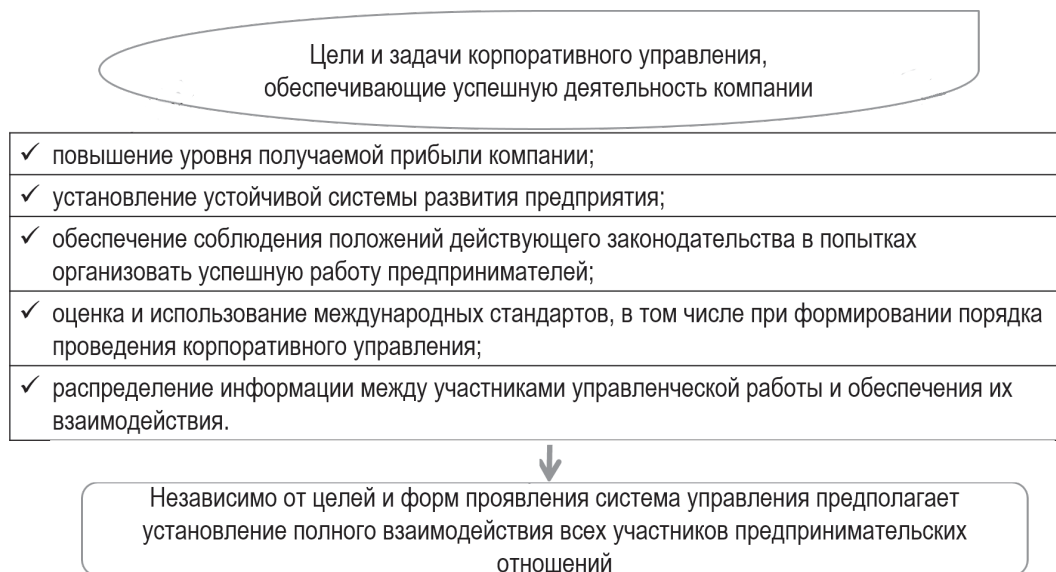 Цели и задачи корпоративного управления,
обеспечивающие успешную деятельность компании
✓ повышение уровня получаемой прибыли компании;
✓ установление устойчивой системы развития предприятия;
✓ обеспечение соблюдения положений действующего законодательства в попытках
организовать успешную работу предпринимателей;
✓ оценка и использование международных стандартов, в том числе при формировании порядка
проведения корпоративного управления;
✓ распределение информации между участниками управленческой работы и обеспечения их
взаимодействия.
Независимо от целей и форм проявления система управления предполагает
установление полного взаимодействия всех участников предпринимательских
отношений